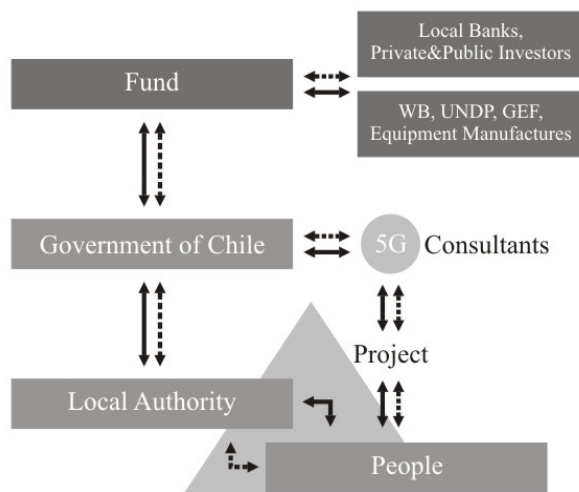 Local Banks,
Private&Public Investors
Fund
WB, UNDP, GEF,
Equipment Manufactures
Government of Chile
5G Consultants
Project
Local Authority
People